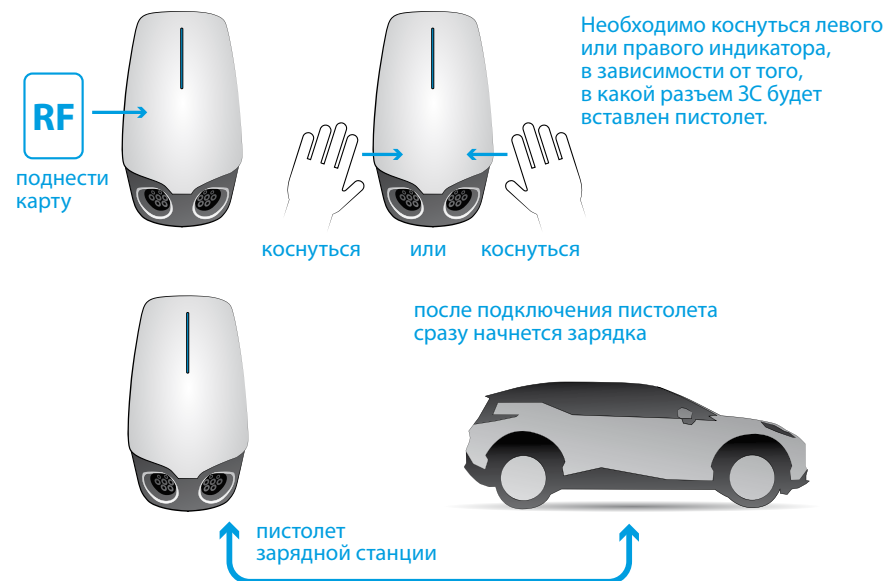 Необходимо коснуться левого
или правого индикатора,
в зависимости от того,
в какой разъем ЗС будет
вставлен пистолет.
RF
поднести
карту
коснуться или коснуться
после подключения пистолета
сразу начнется зарядка
пистолет
зарядной станции